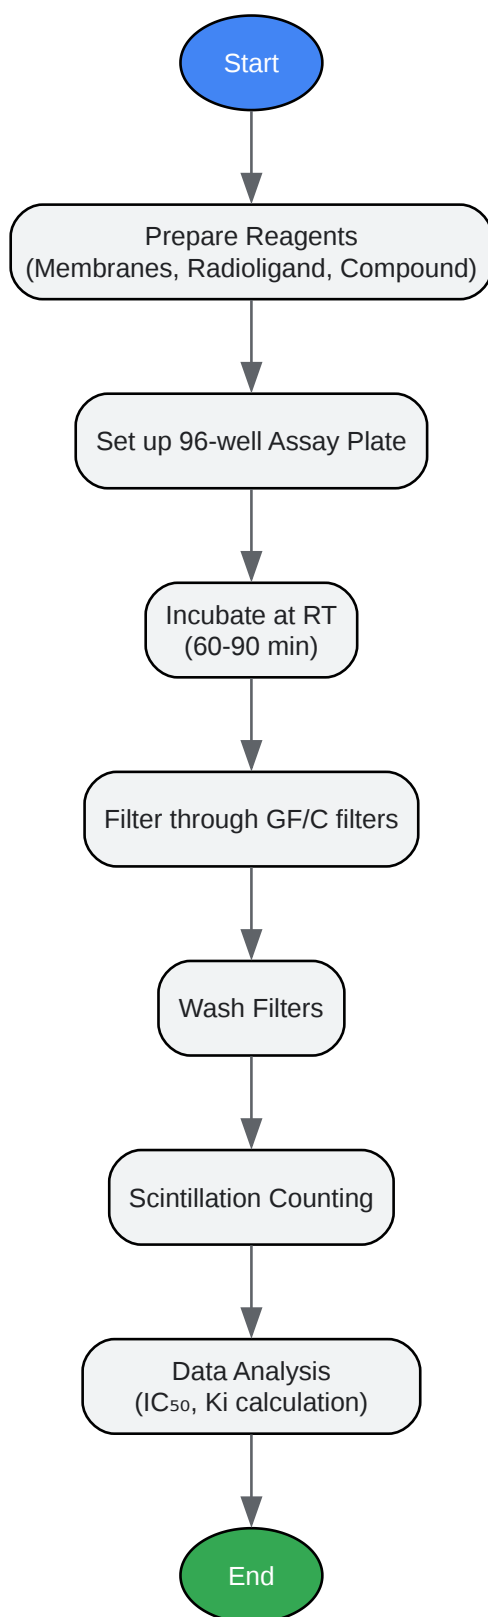 Start
Prepare Reagents
(Membranes, Radioligand, Compound)
Set up 96-well Assay Plate
Incubate at RT
(60-90 min)
Filter through GF/C filters
Wash Filters
Scintillation Counting
Data Analysis
(IC₅₀, Ki calculation)
End